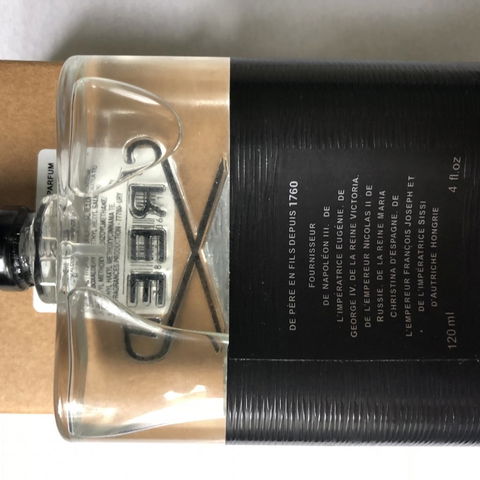 PARFUM
CREED
DE PÈRE EN FILS DEPUIS 1760
FOURNISSEUR
DE NAPOLÉON III, DE
L'IMPÉRATRICE EUGÉNIE, DE
GEORGE IV, DE LA REINE VICTORIA,
DE L'EMPEREUR NICOLAS II DE
RUSSIE, DE LA REINE MARIA
CHRISTINA D'ESPAGNE, DE
L'EMPEREUR FRANÇOIS JOSEPH ET
DE L'IMPÉRATRICE SISSI
D'AUTRICHE HONGRIE
120 ml 4 fl.oz